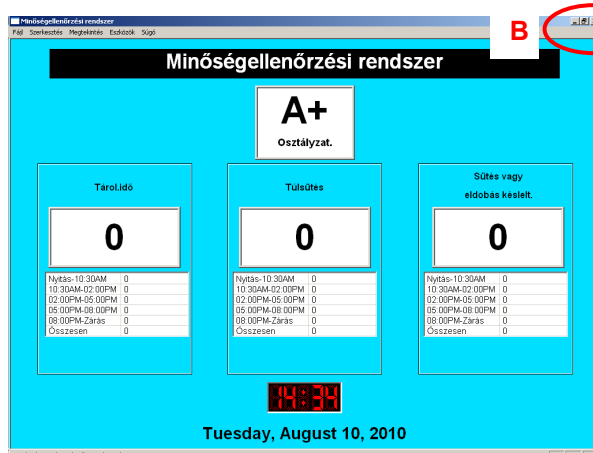 Minőségellenőrzési rendszer
Fájl Szerkesztés Megtekintés Eszközök Súgó
B
Minőségellenőrzési rendszer
A+
Osztályzat.
Tárol.idő
0
Nyitás-10:30AM 0
10:30AM-02:00PM 0
02:00PM-05:00PM 0
05:00PM-08:00PM 0
08:00PM-Zárás 0
Összesen 0
Túlsütés
0
Nyitás-10:30AM 0
10:30AM-02:00PM 0
02:00PM-05:00PM 0
05:00PM-08:00PM 0
08:00PM-Zárás 0
Összesen 0
Sütés vagy
eldobás késlelt.
0
Nyitás-10:30AM 0
10:30AM-02:00PM 0
02:00PM-05:00PM 0
05:00PM-08:00PM 0
08:00PM-Zárás 0
Összesen 0
14:34
Tuesday, August 10, 2010